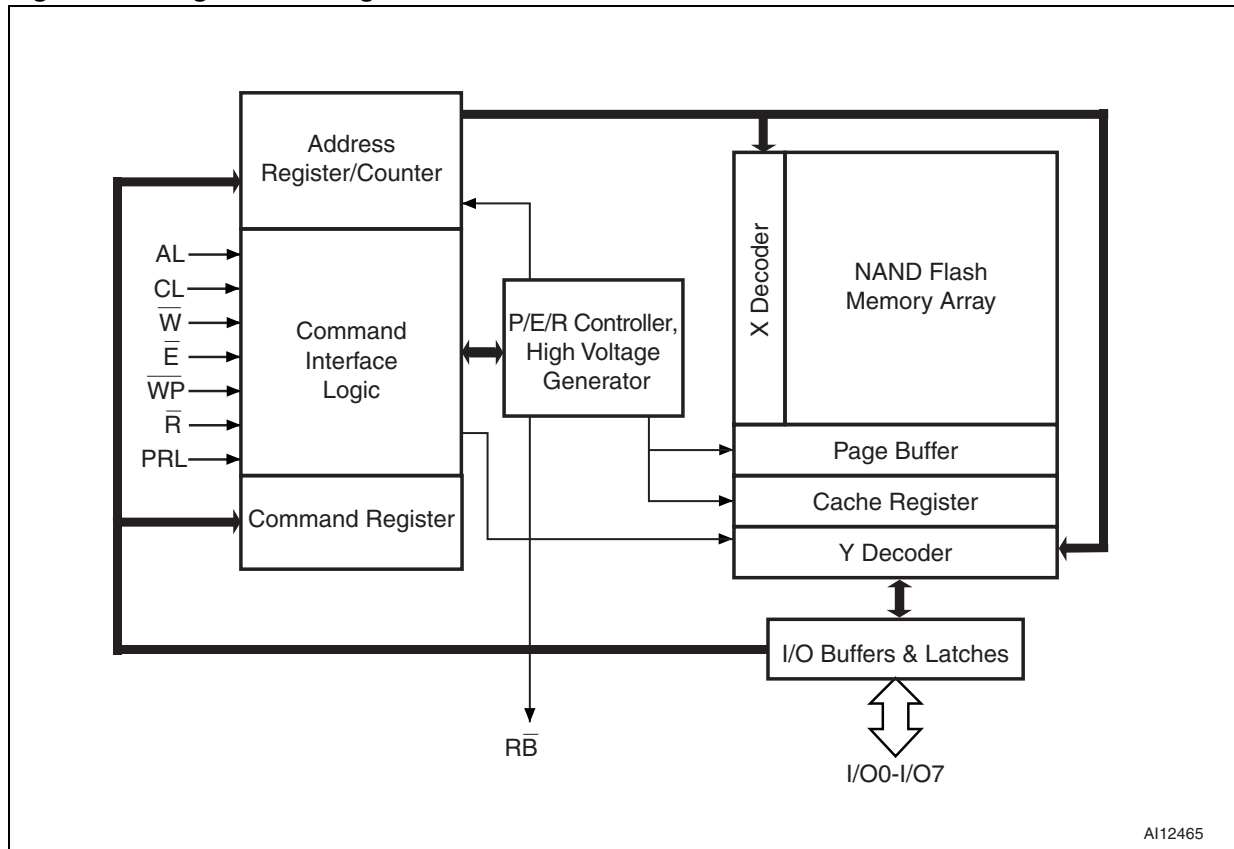 Address
Register/Counter
AL
CL
W̅
E̅
W̅P̅
R̅
PRL
Command
Interface
Logic
Command Register
P/E/R Controller,
High Voltage
Generator
RB̅
X Decoder
NAND Flash
Memory Array
Page Buffer
Cache Register
Y Decoder
I/O Buffers & Latches
I/O0-I/O7
AI12465